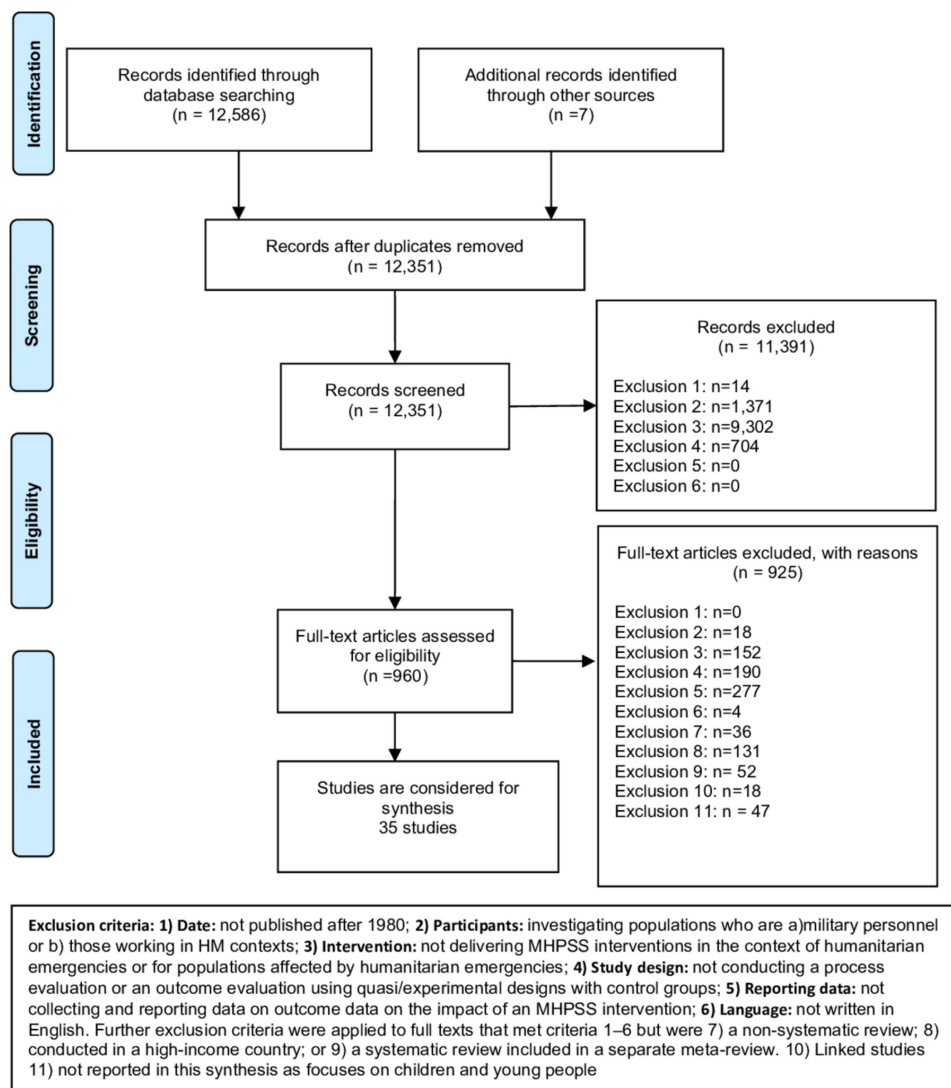 Identification
Records identified through
database searching
(n = 12,586)
Additional records identified
through other sources
(n =7)
Screening
Records after duplicates removed
(n = 12,351)
Records screened
(n = 12,351)
Records excluded
(n = 11,391)
Exclusion 1: n=14
Exclusion 2: n=1,371
Exclusion 3: n=9,302
Exclusion 4: n=704
Exclusion 5: n=0
Exclusion 6: n=0
Eligibility
Full-text articles assessed
for eligibility
(n =960)
Full-text articles excluded, with reasons
(n = 925)
Exclusion 1: n=0
Exclusion 2: n=18
Exclusion 3: n=152
Exclusion 4: n=190
Exclusion 5: n=277
Exclusion 6: n=4
Exclusion 7: n=36
Exclusion 8: n=131
Exclusion 9: n= 52
Exclusion 10: n=18
Exclusion 11: n = 47
Included
Studies are considered for
synthesis
35 studies
Exclusion criteria: 1) Date: not published after 1980; 2) Participants: investigating populations who are a)military personnel
or b) those working in HM contexts; 3) Intervention: not delivering MHPSS interventions in the context of humanitarian
emergencies or for populations affected by humanitarian emergencies; 4) Study design: not conducting a process
evaluation or an outcome evaluation using quasi/experimental designs with control groups; 5) Reporting data: not
collecting and reporting data on outcome data on the impact of an MHPSS intervention; 6) Language: not written in
English. Further exclusion criteria were applied to full texts that met criteria 1–6 but were 7) a non-systematic review; 8)
conducted in a high-income country; or 9) a systematic review included in a separate meta-review. 10) Linked studies
11) not reported in this synthesis as focuses on children and young people